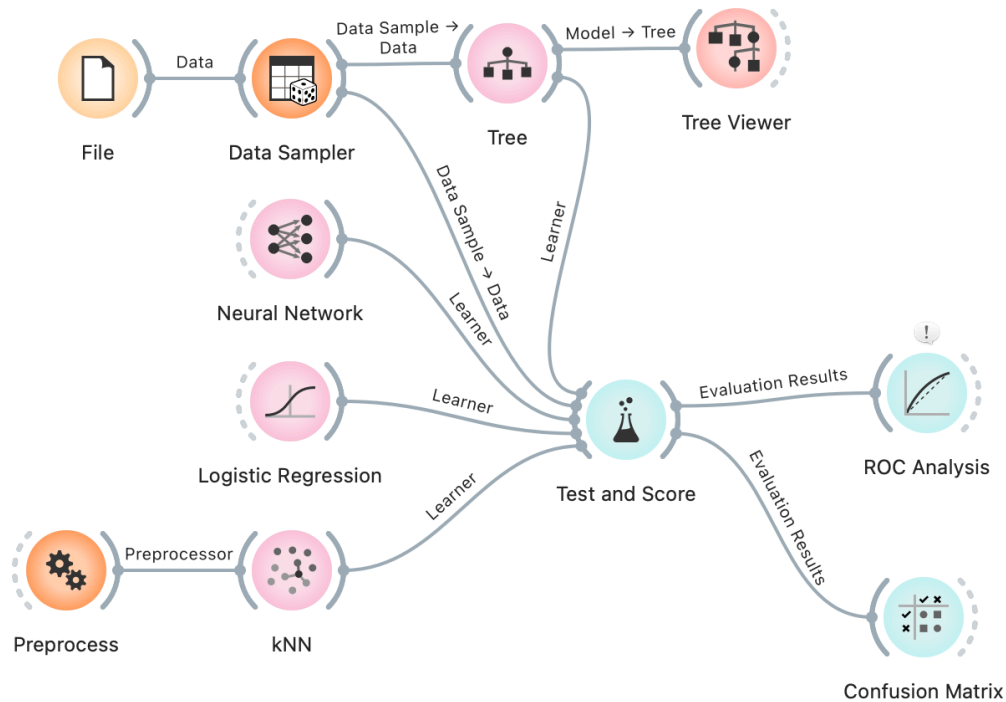 Data
Data Sample → 
Data
Model → Tree
File
Data Sampler
Tree
Tree Viewer
Data Sample → Data
Learner
Neural Network
Learner
!
Evaluation Results
ROC Analysis
Learner
Logistic Regression
Test and Score
Evaluation Results
Learner
Preprocessor
Preprocess
kNN
Confusion Matrix